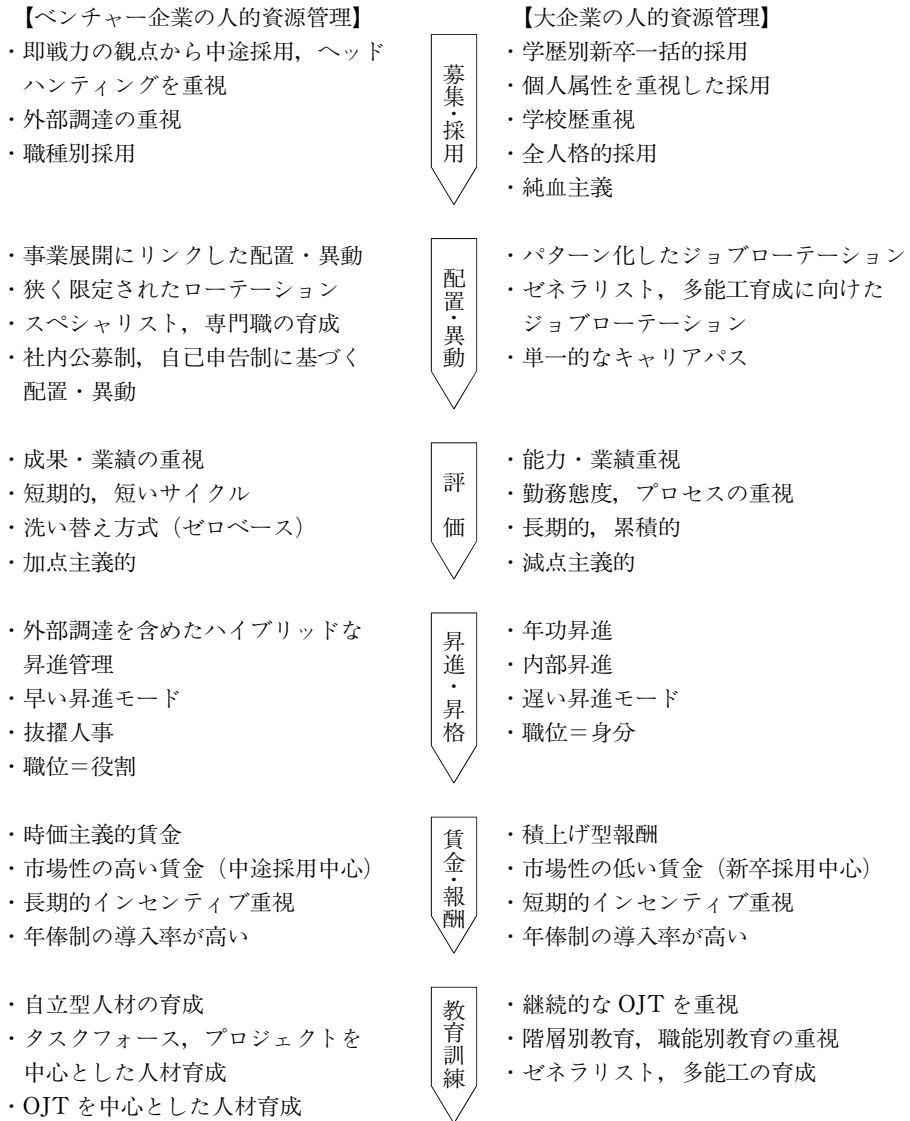 【ベンチャー企業の人的資源管理】
・即戦力の観点から中途採用，ヘッド
ハンティングを重視
・外部調達の重視
・職種別採用
募集・採用
【大企業の人的資源管理】
・学歴別新卒一括的採用
・個人属性を重視した採用
・学校歴重視
・全人格的採用
・純血主義
・事業展開にリンクした配置・異動
・狭く限定されたローテーション
・スペシャリスト，専門職の育成
・社内公募制，自己申告制に基づく
配置・異動
配置・異動
・パターン化したジョブローテーション
・ゼネラリスト，多能工育成に向けた
ジョブローテーション
・単一的なキャリアパス
・成果・業績の重視
・短期的，短いサイクル
・洗い替え方式（ゼロベース）
・加点主義的
評価
・能力・業績重視
・勤務態度，プロセスの重視
・長期的，累積的
・減点主義的
・外部調達を含めたハイブリッドな
昇進管理
・早い昇進モード
・抜擢人事
・職位＝役割
昇進・昇格
・年功昇進
・内部昇進
・遅い昇進モード
・職位＝身分
・時価主義的賃金
・市場性の高い賃金（中途採用中心）
・長期的インセンティブ重視
・年俸制の導入率が高い
賃金・報酬
・積上げ型報酬
・市場性の低い賃金（新卒採用中心）
・短期的インセンティブ重視
・年俸制の導入率が高い
・自立型人材の育成
・タスクフォース，プロジェクトを
中心とした人材育成
・OJTを中心とした人材育成
教育訓練
・継続的なOJTを重視
・階層別教育，職能別教育の重視
・ゼネラリスト，多能工の育成